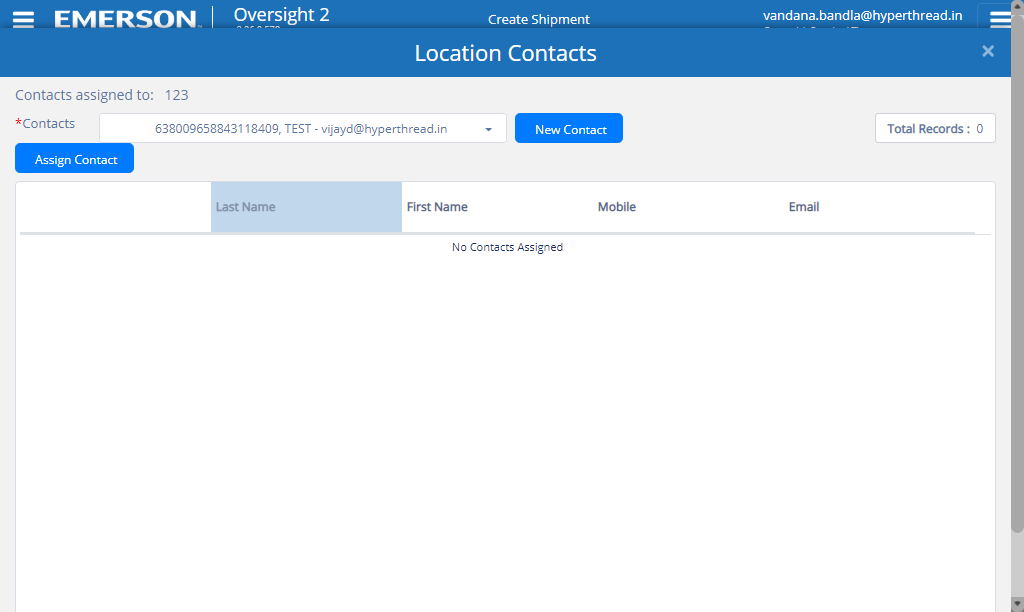 EMERSON
Oversight 2
Create Shipment
vandana.bandla@hyperthread.in
Location Contacts
×
Contacts assigned to: 123
*Contacts
638009658843118409, TEST - vijayd@hyperthread.in
New Contact
Total Records : 0
Assign Contact
Last Name First Name Mobile Email
No Contacts Assigned